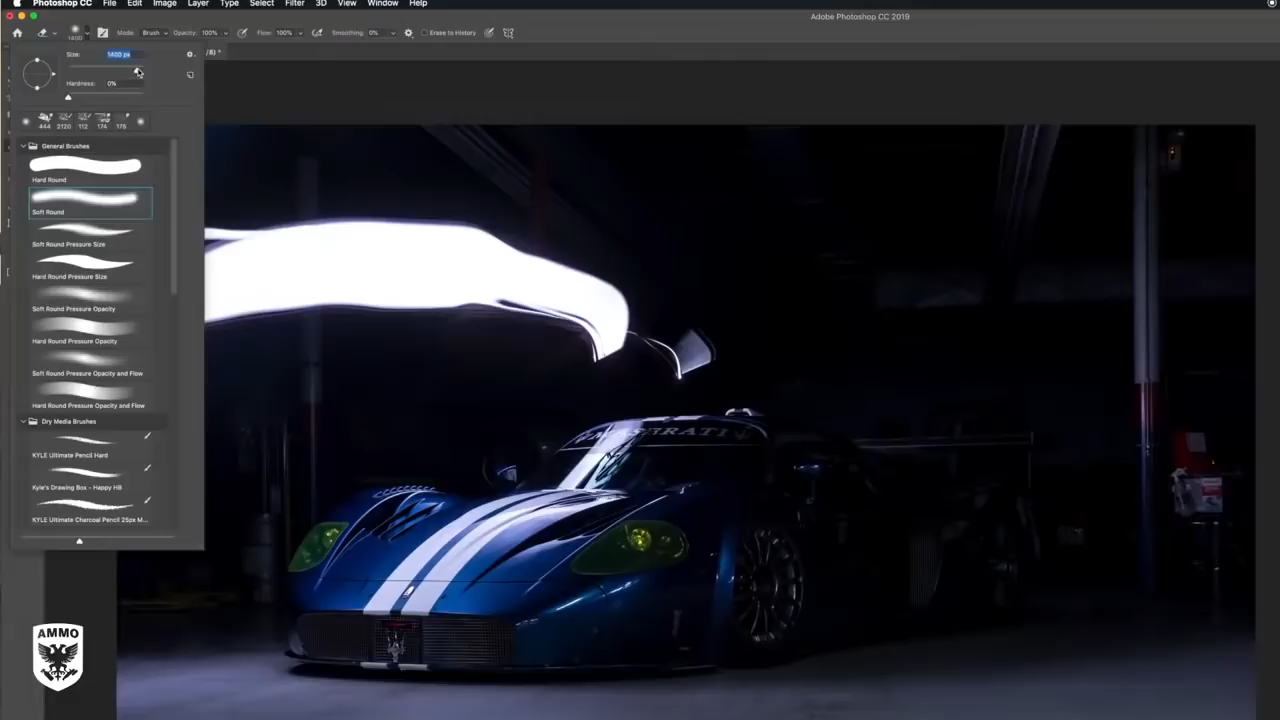 Photoshop CC File Edit Image Layer Type Select Filter 3D View Window Help
Adobe Photoshop CC 2019
1400 Mode: Brush Opacity: 100% Flow: 100% Smoothing: 0% Erase to History
/8) *
Size: 1400 px
Hardness: 0%
444 2120 112 174 175
General Brushes
Hard Round
Soft Round
Soft Round Pressure Size
Hard Round Pressure Size
Soft Round Pressure Opacity
Hard Round Pressure Opacity
Soft Round Pressure Opacity and Flow
Hard Round Pressure Opacity and Flow
Dry Media Brushes
KYLE Ultimate Pencil Hard
Kyle's Drawing Box - Happy HB
KYLE Ultimate Charcoal Pencil 25px M...
MASERATI
AMMO